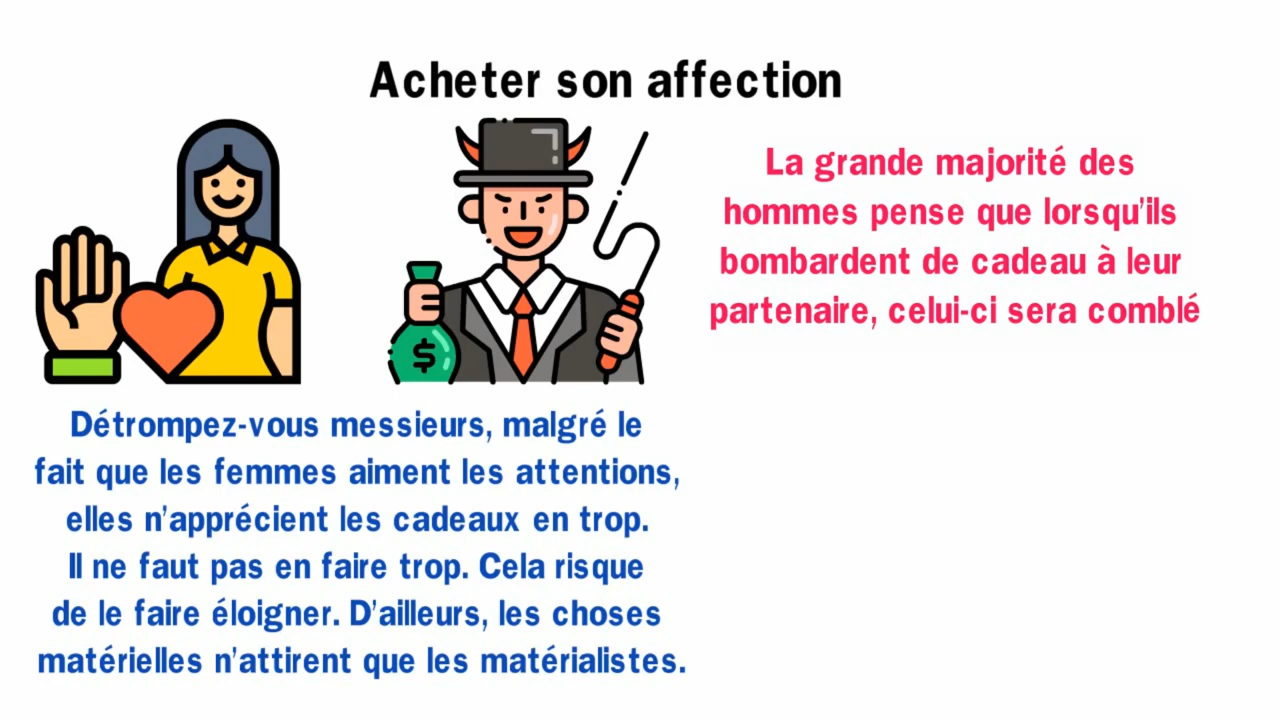 Acheter son affection
La grande majorité des
hommes pense que lorsqu'ils
bombardent de cadeau à leur
partenaire, celui-ci sera comblé
$
Détrompez-vous messieurs, malgré le
fait que les femmes aiment les attentions,
elles n'apprécient les cadeaux en trop.
Il ne faut pas en faire trop. Cela risque
de le faire éloigner. D'ailleurs, les choses
matérielles n'attirent que les matérialistes.